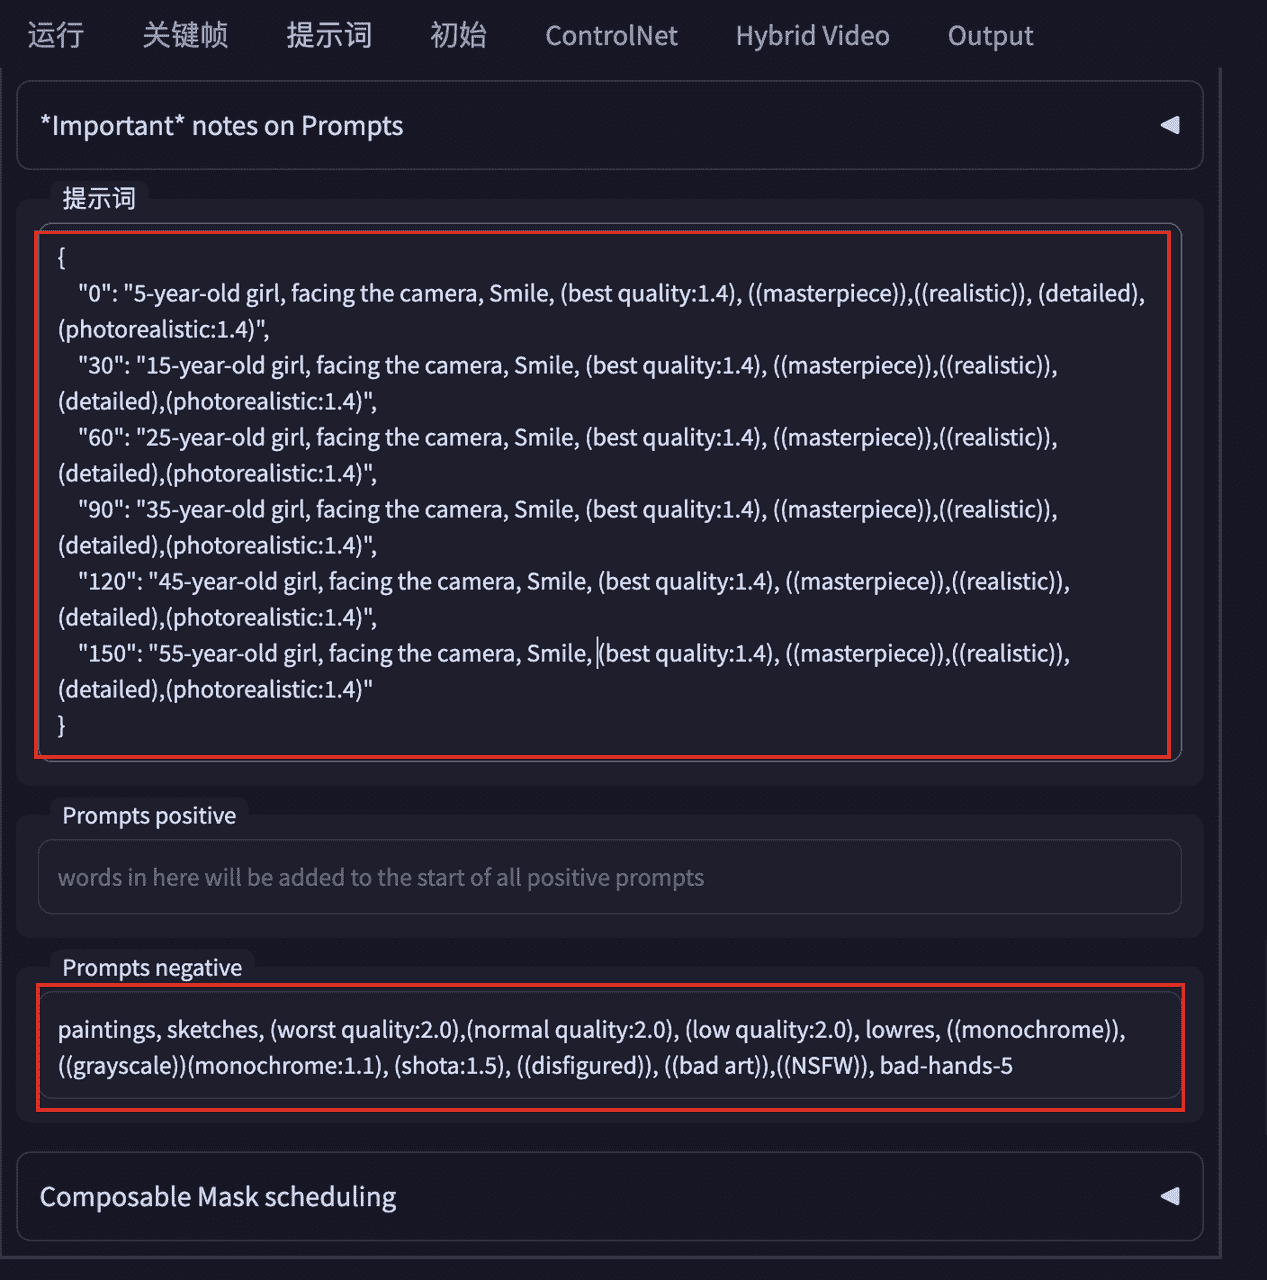 运行 关键帧 提示词 初始 ControlNet Hybrid Video Output
*Important* notes on Prompts
提示词
{
"0": "5-year-old girl, facing the camera, Smile, (best quality:1.4), ((masterpiece)),((realistic)), (detailed),
(photorealistic:1.4)",
"30": "15-year-old girl, facing the camera, Smile, (best quality:1.4), ((masterpiece)),((realistic)),
(detailed),(photorealistic:1.4)",
"60": "25-year-old girl, facing the camera, Smile, (best quality:1.4), ((masterpiece)),((realistic)),
(detailed),(photorealistic:1.4)",
"90": "35-year-old girl, facing the camera, Smile, (best quality:1.4), ((masterpiece)),((realistic)),
(detailed),(photorealistic:1.4)",
"120": "45-year-old girl, facing the camera, Smile, (best quality:1.4), ((masterpiece)),((realistic)),
(detailed),(photorealistic:1.4)",
"150": "55-year-old girl, facing the camera, Smile, (best quality:1.4), ((masterpiece)),((realistic)),
(detailed),(photorealistic:1.4)"
}
Prompts positive
words in here will be added to the start of all positive prompts
Prompts negative
paintings, sketches, (worst quality:2.0),(normal quality:2.0), (low quality:2.0), lowres, ((monochrome)),
((grayscale))(monochrome:1.1), (shota:1.5), ((disfigured)), ((bad art)),((NSFW)), bad-hands-5
Composable Mask scheduling